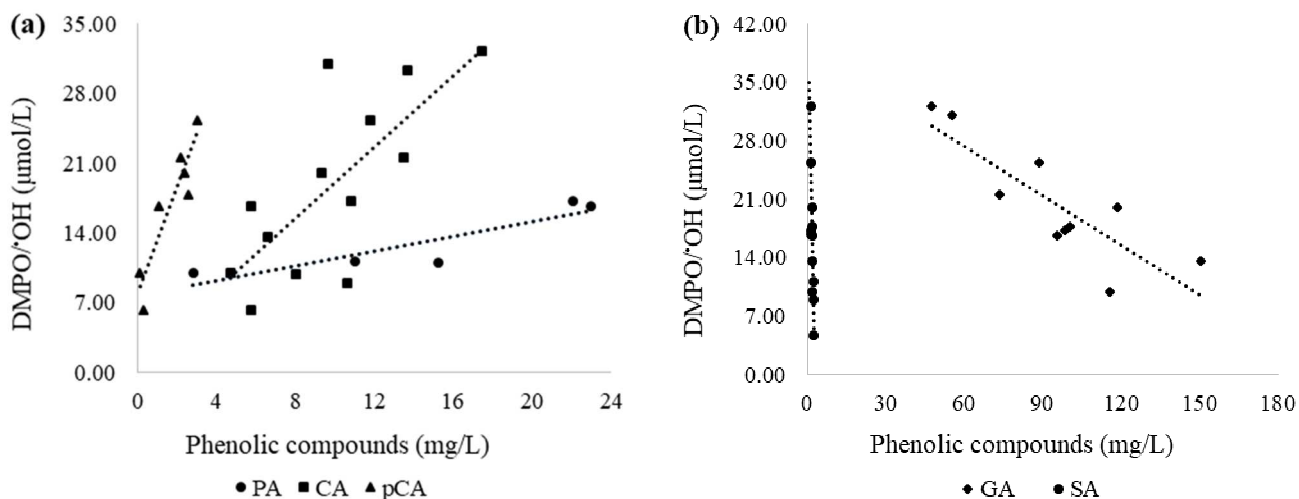 (a)
DMPO/•OH (μmol/L)
35.00
28.00
21.00
14.00
7.00
0.00
0 4 8 12 16 20 24
Phenolic compounds (mg/L)
PA CA pCA
(b)
DMPO/•OH (μmol/L)
42.00
35.00
28.00
21.00
14.00
7.00
0.00
0 30 60 90 120 150 180
Phenolic compounds (mg/L)
GA SA